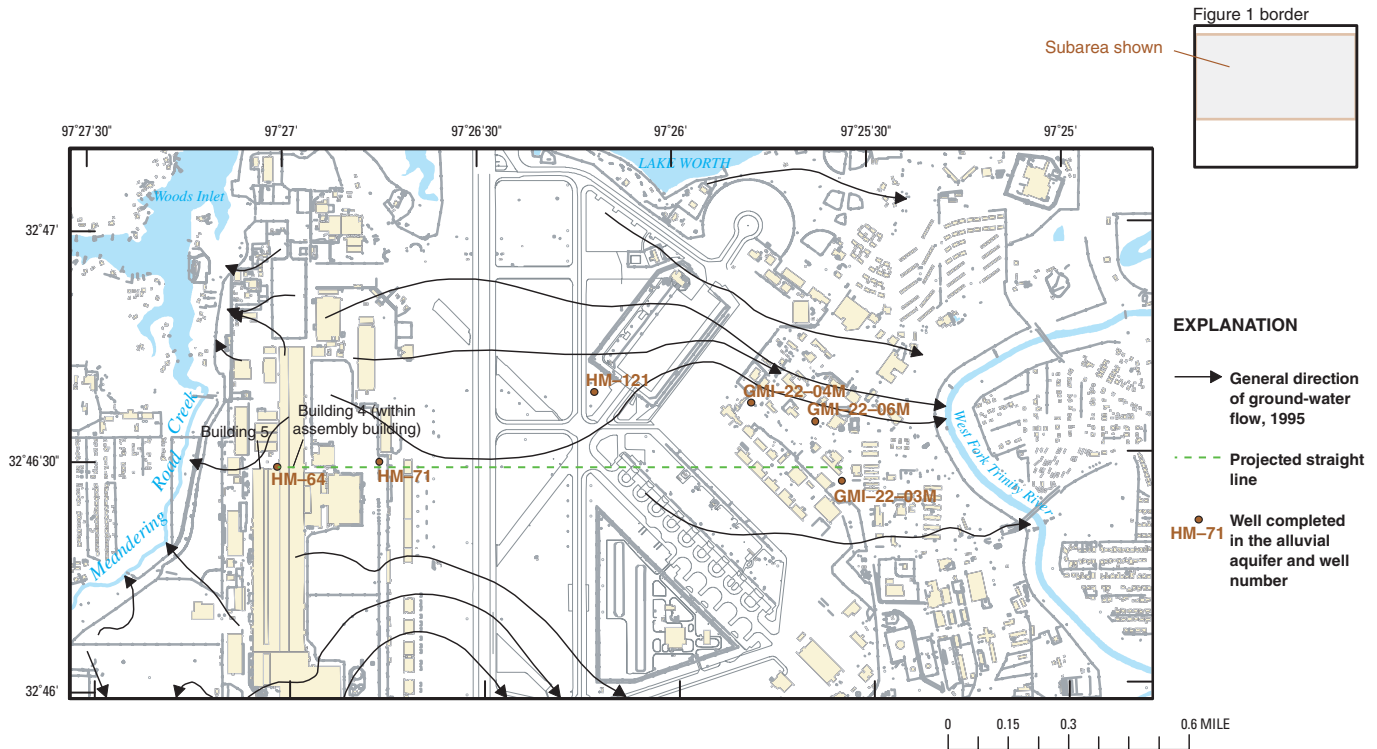 Figure 1 border
Subarea shown
97°27'30"
97°27'
97°26'30"
97°26'
97°25'30"
97°25'
32°47'
32°46'30"
32°46'
LAKE WORTH
Woods Inlet
HM–121
GMI–22–04M
GMI–22–06M
Building 4 (within
assembly building)
Building 5
HM–64
HM–71
GMI–22–03M
Meandering Road Creek
West Fork Trinity River
EXPLANATION
General direction
of ground-water
flow, 1995
Projected straight
line
HM–71
Well completed
in the alluvial
aquifer and well
number
0 0.15 0.3 0.6 MILE